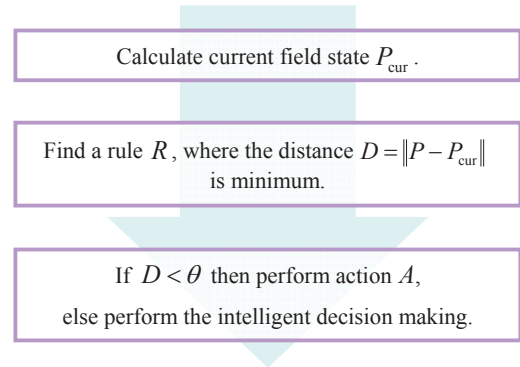 Calculate current field state P_cur .
Find a rule R , where the distance D = ‖P − P_cur‖
is minimum.
If D < θ then perform action A,
else perform the intelligent decision making.